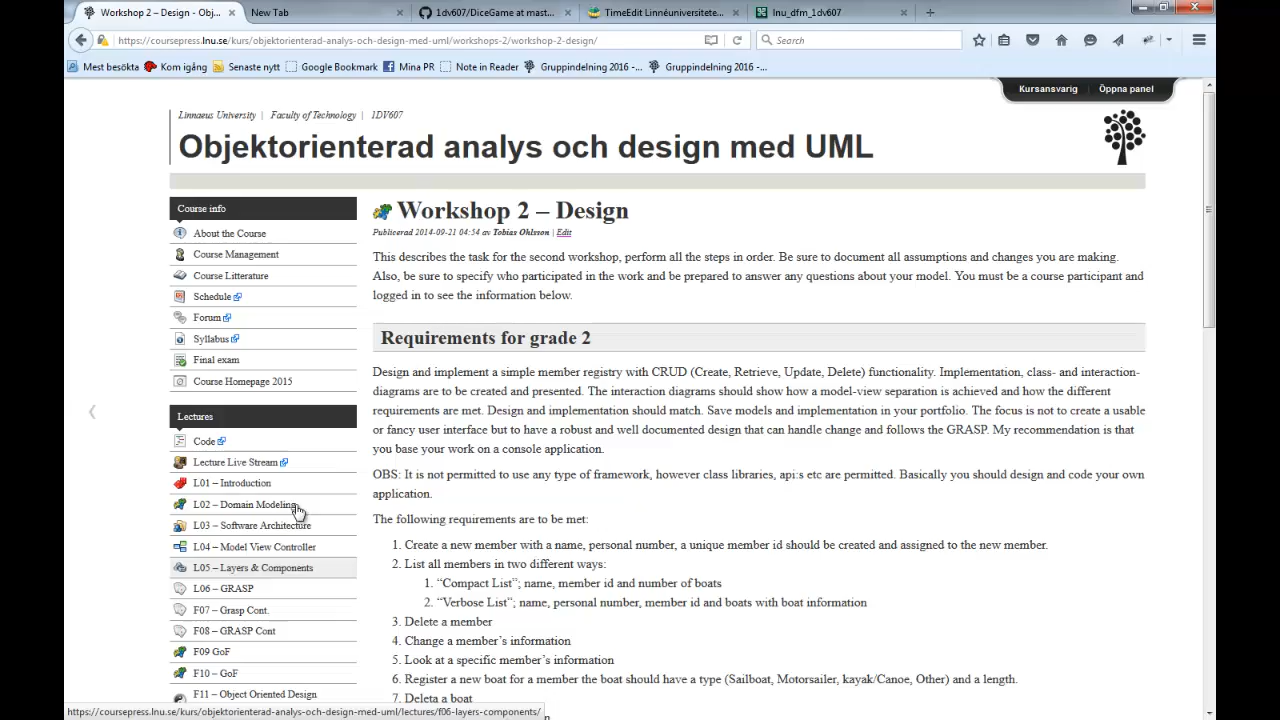 Workshop 2 – Design - Obj...
New Tab
1dv607/DiceGame at mast...
TimeEdit Linnéuniversitete...
lnu_dfm_1dv607
https://coursepress.lnu.se/kurs/objektorienterad-analys-och-design-med-uml/workshops-2/workshop-2-design/
Search
Mest besökta
Kom igång
Senaste nytt
Google Bookmark
Mina PR
Note in Reader
Gruppindelning 2016 -...
Gruppindelning 2016 -...
Kursansvarig
Öppna panel
Linnaeus University | Faculty of Technology | 1DV607
Objektorienterad analys och design med UML
Course info
About the Course
Course Management
Course Litterature
Schedule
Forum
Syllabus
Final exam
Course Homepage 2015
Lectures
Code
Lecture Live Stream
L01 – Introduction
L02 – Domain Modeling
L03 – Software Architecture
L04 – Model View Controller
L05 – Layers & Components
L06 – GRASP
F07 – Grasp Cont.
F08 – GRASP Cont
F09 GoF
F10 – GoF
F11 – Object Oriented Design
Workshop 2 – Design
Publicerad 2014-09-21 04:54 av Tobias Ohlsson | Edit
This describes the task for the second workshop, perform all the steps in order. Be sure to document all assumptions and changes you are making.
Also, be sure to specify who participated in the work and be prepared to answer any questions about your model. You must be a course participant and
logged in to see the information below.
Requirements for grade 2
Design and implement a simple member registry with CRUD (Create, Retrieve, Update, Delete) functionality. Implementation, class- and interaction-
diagrams are to be created and presented. The interaction diagrams should show how a model-view separation is achieved and how the different
requirements are met. Design and implementation should match. Save models and implementation in your portfolio. The focus is not to create a usable
or fancy user interface but to have a robust and well documented design that can handle change and follows the GRASP. My recommendation is that
you base your work on a console application.
OBS: It is not permitted to use any type of framework, however class libraries, api:s etc are permitted. Basically you should design and code your own
application.
The following requirements are to be met:
1. Create a new member with a name, personal number, a unique member id should be created and assigned to the new member.
2. List all members in two different ways:
1. “Compact List”; name, member id and number of boats
2. “Verbose List”; name, personal number, member id and boats with boat information
3. Delete a member
4. Change a member’s information
5. Look at a specific member’s information
6. Register a new boat for a member the boat should have a type (Sailboat, Motorsailer, kayak/Canoe, Other) and a length.
7. Deleta a boat
https://coursepress.lnu.se/kurs/objektorienterad-analys-och-design-med-uml/lectures/f06-layers-components/